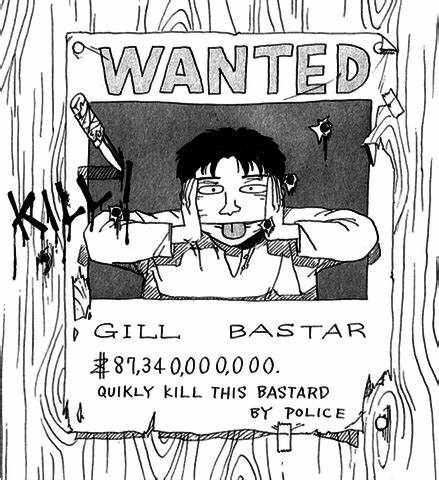 WANTED
KILL!!
GILL BASTAR
$87,340,000,000.
QUIKLY KILL THIS BASTARD
BY POLICE